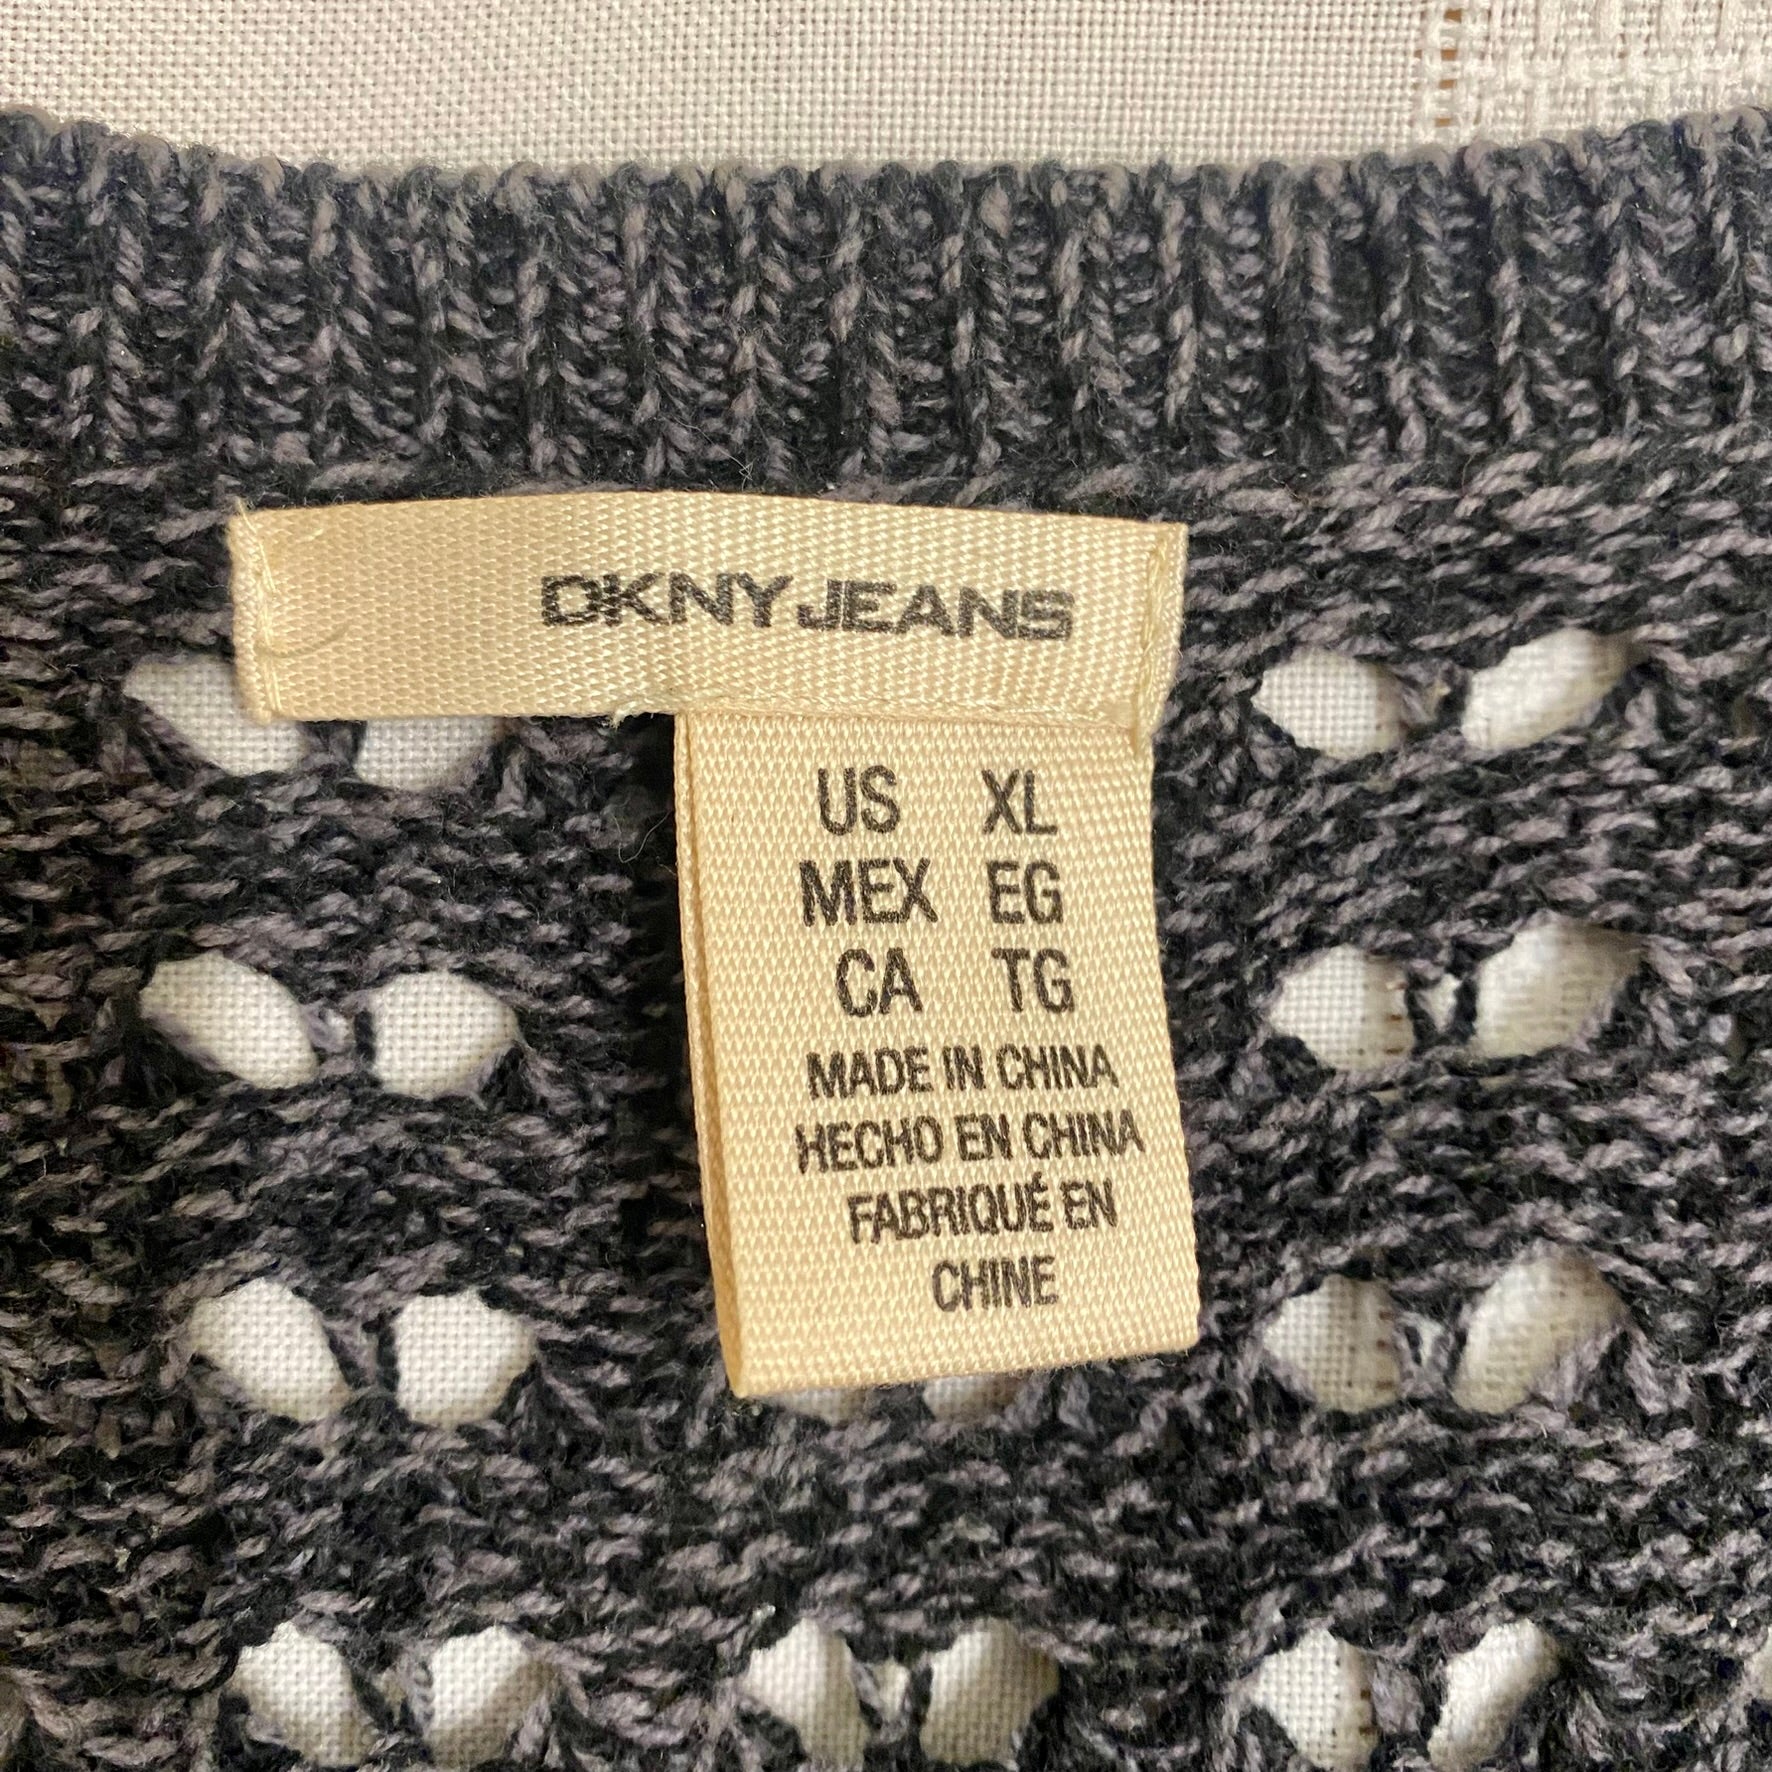 DKNY JEANS
US XL
MEX EG
CA TG
MADE IN CHINA
HECHO EN CHINA
FABRIQUÉ EN
CHINE